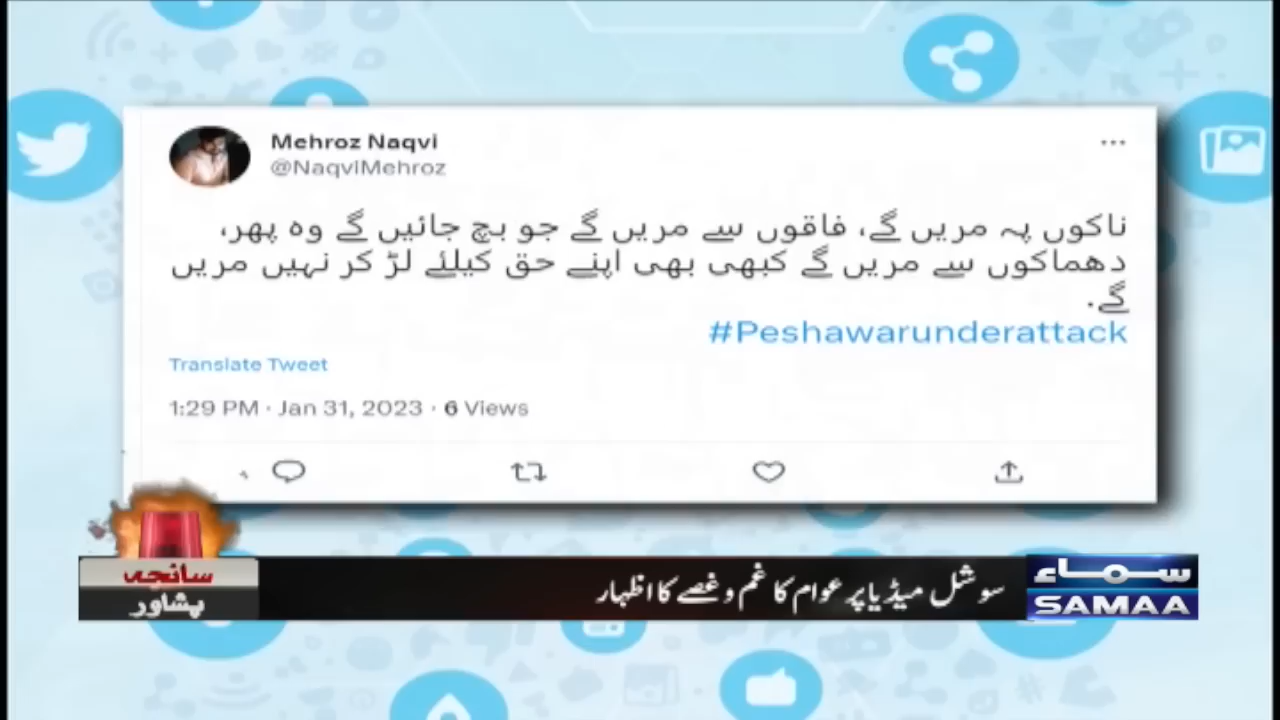 Mehroz Naqvi
@NaqviMehroz
ناکوں پہ مریں گے، فاقوں سے مریں گے جو بچ جائیں گے وہ پھر،
دھماکوں سے مریں گے کبھی بھی اپنے حق کیلئے لڑ کر نہیں مریں
گے.
#Peshawarunderattack
Translate Tweet
1:29 PM · Jan 31, 2023 · 6 Views
سانحہ
پشاور
سوشل میڈیا پر عوام کا غم و غصے کا اظہار
سماء
SAMAA